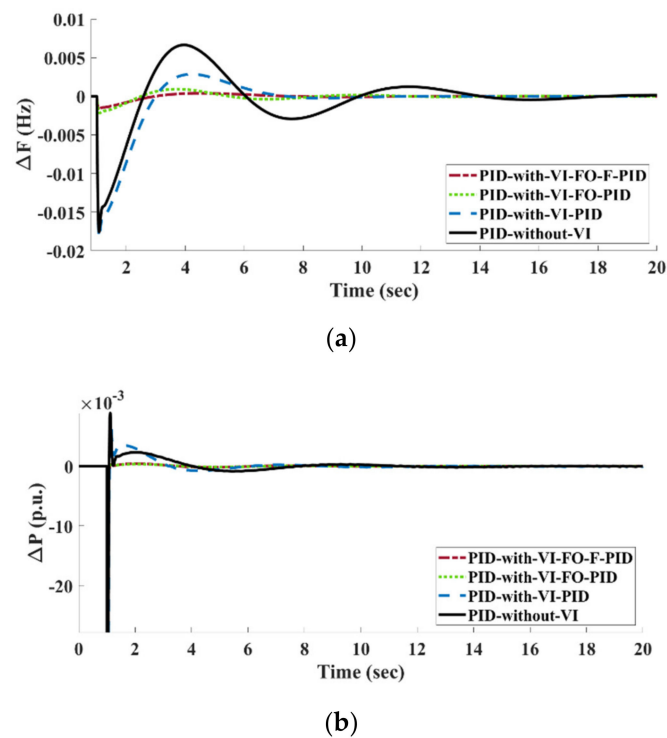 0.01
0.005
0
-0.005
-0.01
-0.015
-0.02
ΔF (Hz)
PID-with-VI-FO-F-PID
PID-with-VI-FO-PID
PID-with-VI-PID
PID-without-VI
2 4 6 8 10 12 14 16 18 20
Time (sec)
(a)
×10-3
0
-10
-20
ΔP (p.u.)
PID-with-VI-FO-F-PID
PID-with-VI-FO-PID
PID-with-VI-PID
PID-without-VI
0 2 4 6 8 10 12 14 16 18 20
Time (sec)
(b)